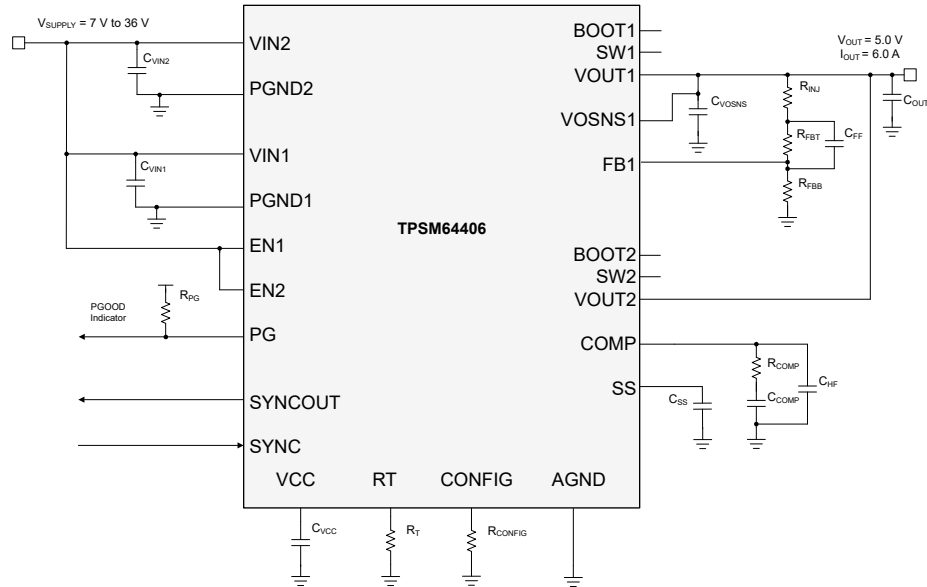 VSUPPLY = 7 V to 36 V
VIN2
CVIN2
PGND2
VIN1
CVIN1
PGND1
EN1
EN2
RPG
PGOOD
Indicator
PG
SYNCOUT
SYNC
TPSM64406
VCC
RT
CONFIG
AGND
CVCC
RT
RCONFIG
BOOT1
SW1
VOUT1
VOSNS1
FB1
BOOT2
SW2
VOUT2
COMP
SS
VOUT = 5.0 V
IOUT = 6.0 A
CVOSNS
RINJ
COUT
RFBT
CFF
RFBB
RCOMP
CHF
CCOMP
CSS